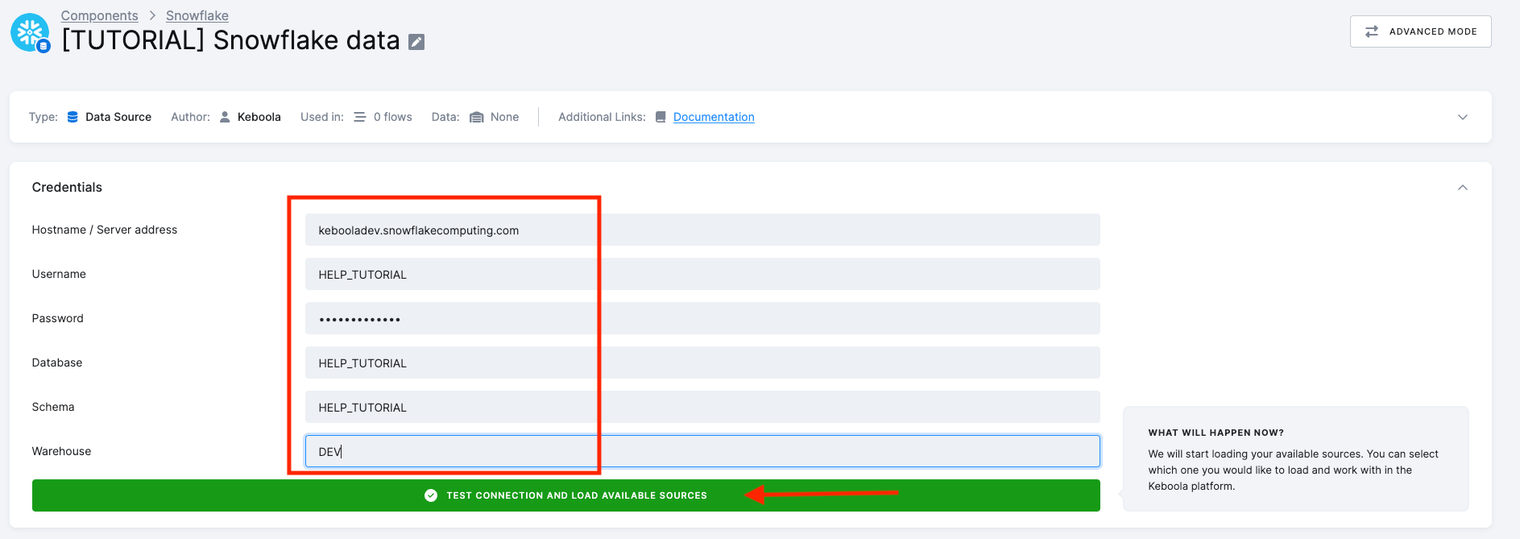 Components > Snowflake
[TUTORIAL] Snowflake data
ADVANCED MODE
Type: Data Source Author: Keboola Used in: 0 flows Data: None Additional Links: Documentation
Credentials
Hostname / Server address kebooladev.snowflakecomputing.com
Username HELP_TUTORIAL
Password •••••••••••••
Database HELP_TUTORIAL
Schema HELP_TUTORIAL
Warehouse DEV
TEST CONNECTION AND LOAD AVAILABLE SOURCES
WHAT WILL HAPPEN NOW?
We will start loading your available sources. You can select
which one you would like to load and work with in the
Keboola platform.